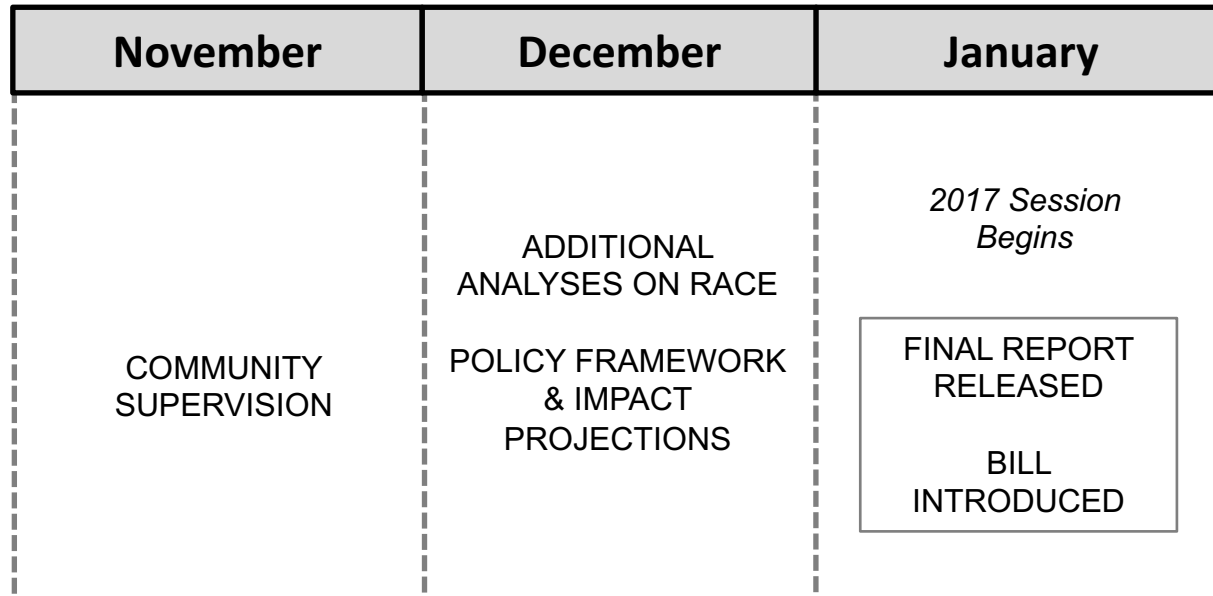 November
December
January
COMMUNITY
SUPERVISION
ADDITIONAL
ANALYSES ON RACE
POLICY FRAMEWORK
& IMPACT
PROJECTIONS
2017 Session
Begins
FINAL REPORT
RELEASED
BILL
INTRODUCED